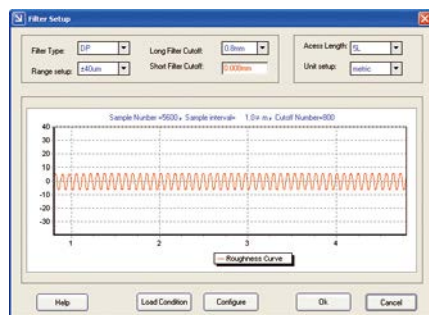 Filter Setup
Filter Type: DP
Long Filter Cutoff: 0.8mm
Acess Length: 5L
Range setup: ±40um
Short Filter Cutoff: 0.000mm
Unit setup: metric
Sample Number =5600, Sample interval= 1.0 m, Cutoff Number=800
40
30
20
10
0
-10
-20
-30
1 2 3 4
Roughness Curve
Help
Load Condition
Configure
Ok
Cancel